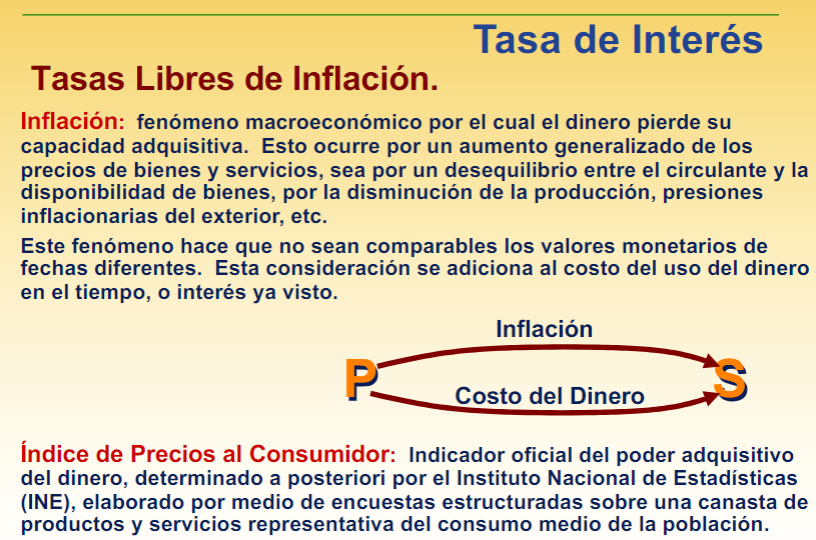 Tasa de Interés
Tasas Libres de Inflación.
Inflación: fenómeno macroeconómico por el cual el dinero pierde su
capacidad adquisitiva. Esto ocurre por un aumento generalizado de los
precios de bienes y servicios, sea por un desequilibrio entre el circulante y la
disponibilidad de bienes, por la disminución de la producción, presiones
inflacionarias del exterior, etc.
Este fenómeno hace que no sean comparables los valores monetarios de
fechas diferentes. Esta consideración se adiciona al costo del uso del dinero
en el tiempo, o interés ya visto.
Inflación
P S
Costo del Dinero
Índice de Precios al Consumidor: Indicador oficial del poder adquisitivo
del dinero, determinado a posteriori por el Instituto Nacional de Estadísticas
(INE), elaborado por medio de encuestas estructuradas sobre una canasta de
productos y servicios representativa del consumo medio de la población.